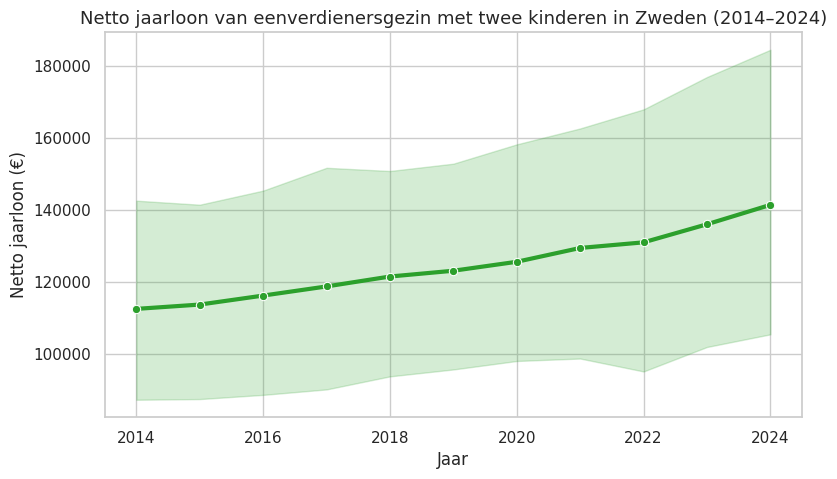 Netto jaarloon van eenverdienersgezin met twee kinderen in Zweden (2014–2024)
180000
160000
140000
120000
100000
Netto jaarloon (€)
2014 2016 2018 2020 2022 2024
Jaar